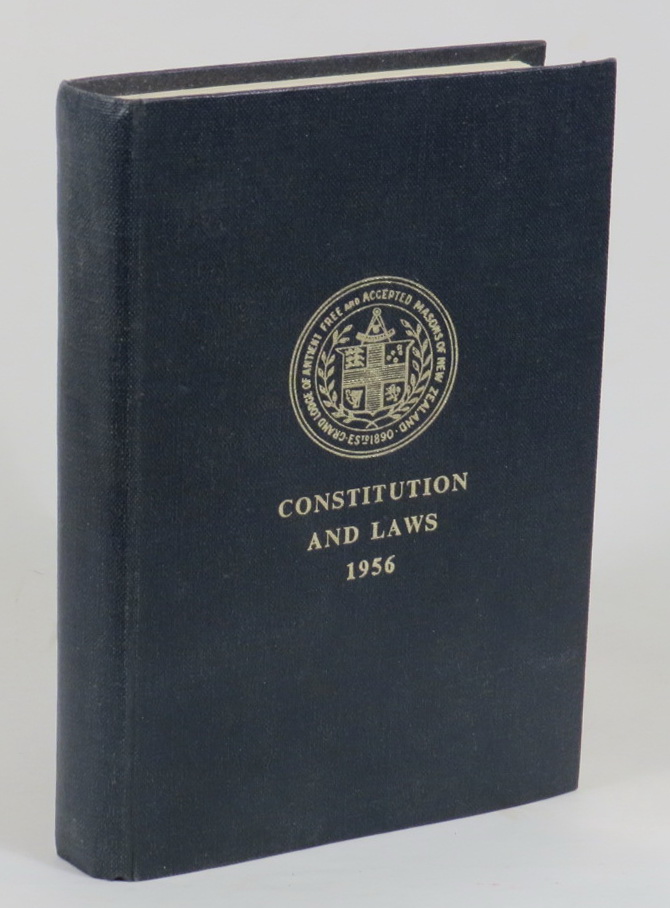 GRAND LODGE OF ANTIENT FREE AND ACCEPTED MASONS OF NEW ZEALAND · ESTD 1890 ·
CONSTITUTION
AND LAWS
1956